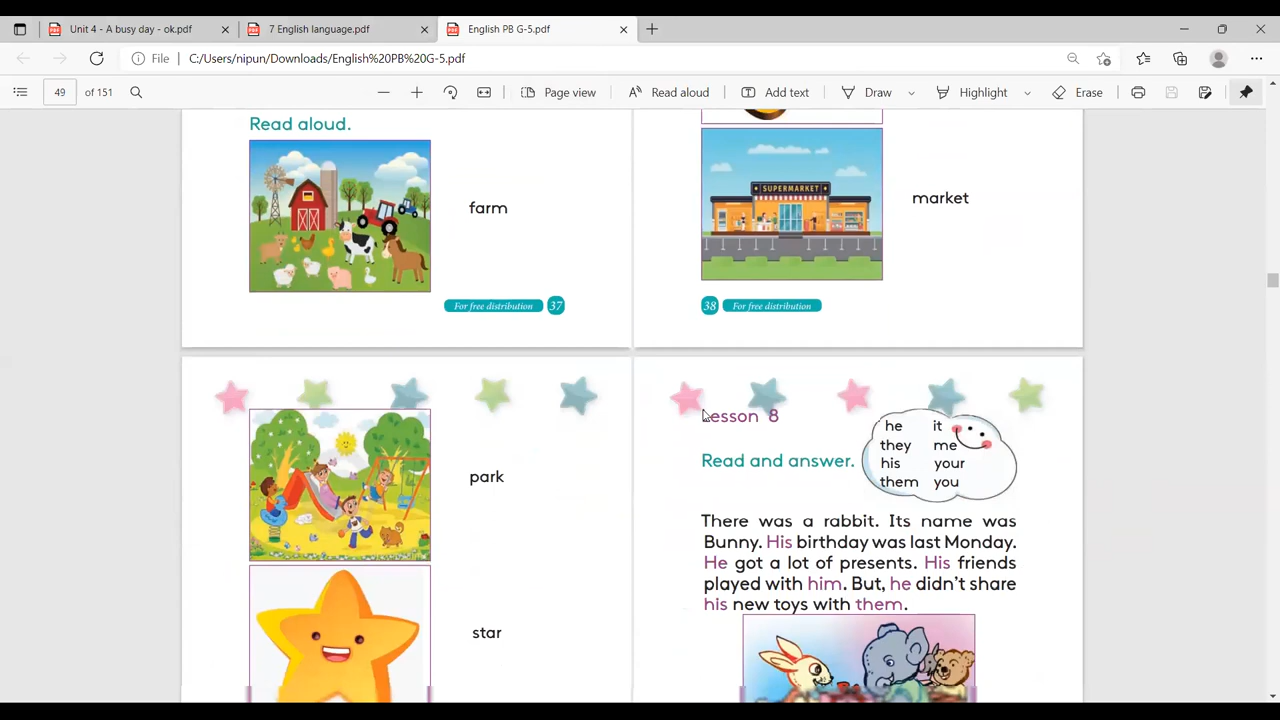 Unit 4 - A busy day - ok.pdf
7 English language.pdf
English PB G-5.pdf
File
C:/Users/nipun/Downloads/English%20PB%20G-5.pdf
49 of 151
Page view
Read aloud
Add text
Draw
Highlight
Erase
Read aloud.
farm
For free distribution 37
SUPERMARKET
market
38 For free distribution
park
star
Lesson 8
Read and answer.
he it
they me
his your
them you
There was a rabbit. Its name was
Bunny. His birthday was last Monday.
He got a lot of presents. His friends
played with him. But, he didn't share
his new toys with them.